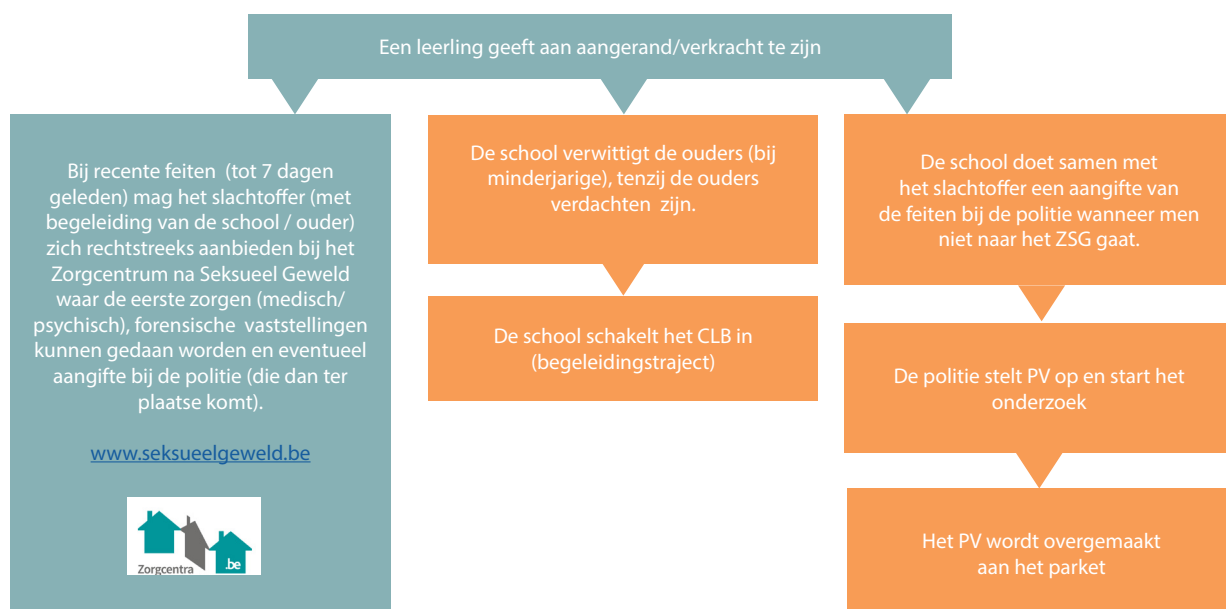 Een leerling geeft aan aangerand/verkracht te zijn
Bij recente feiten (tot 7 dagen
geleden) mag het slachtoffer (met
begeleiding van de school / ouder)
zich rechtstreeks aanbieden bij het
Zorgcentrum na Seksueel Geweld
waar de eerste zorgen (medisch/
psychisch), forensische vaststellingen
kunnen gedaan worden en eventueel
aangifte bij de politie (die dan ter
plaatse komt).
www.seksueelgeweld.be
Zorgcentra .be
De school verwittigt de ouders (bij
minderjarige), tenzij de ouders
verdachten zijn.
De school schakelt het CLB in
(begeleidingstraject)
De school doet samen met
het slachtoffer een aangifte van
de feiten bij de politie wanneer men
niet naar het ZSG gaat.
De politie stelt PV op en start het
onderzoek
Het PV wordt overgemaakt
aan het parket